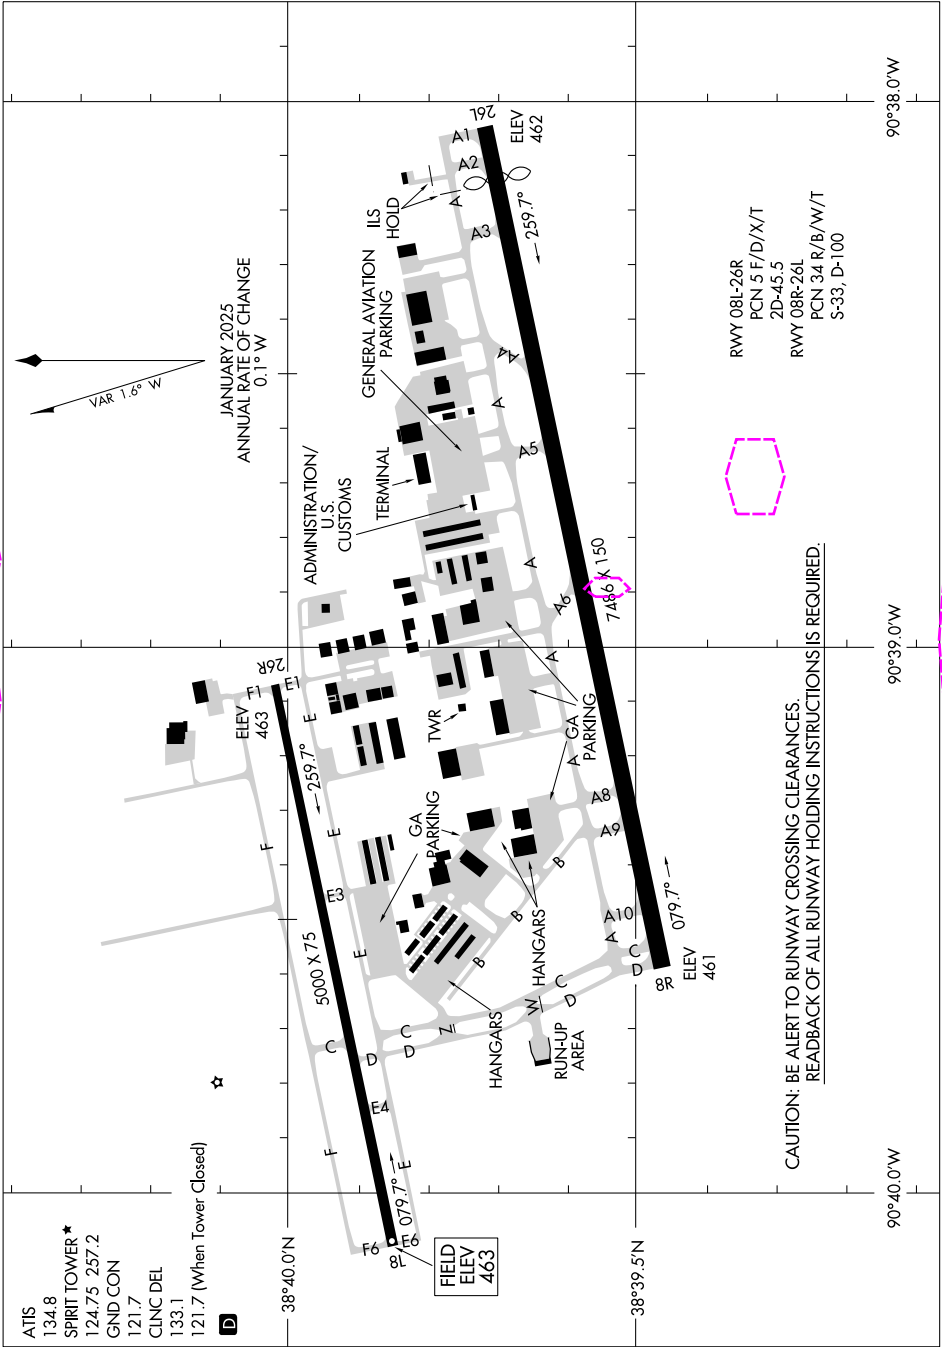 ATIS
134.8
SPIRIT TOWER★
124.75 257.2
GND CON
121.7
CLNC DEL
133.1
121.7 (When Tower Closed)
D
VAR 1.6° W
JANUARY 2025
ANNUAL RATE OF CHANGE
0.1° W
38°40.0'N
38°39.5'N
90°40.0'W
90°39.0'W
90°38.0'W
FIELD
ELEV
463
8L
F6
E6
079.7°
E
F
E4
D
C
C
D
5000 X 75
E3
E
F
E
259.7°
E
ELEV
463
F1
E1
26R
ADMINISTRATION/
U.S.
CUSTOMS
TERMINAL
GENERAL AVIATION
PARKING
ILS
HOLD
TWR
GA
PARKING
GA
PARKING
HANGARS
HANGARS
RUN-UP
AREA
Z
W
B
B
B
C
D
C
D
A
A10
A9
A8
A
A
A6
A
A5
A
A4
A3
A
A2
A1
26L
ELEV
462
259.7°
7486 X 150
079.7°
8R
ELEV
461
RWY 08L-26R
PCN 5 F/D/X/T
2D-45.5
RWY 08R-26L
PCN 34 R/B/W/T
S-33, D-100
CAUTION: BE ALERT TO RUNWAY CROSSING CLEARANCES.
READBACK OF ALL RUNWAY HOLDING INSTRUCTIONS IS REQUIRED.